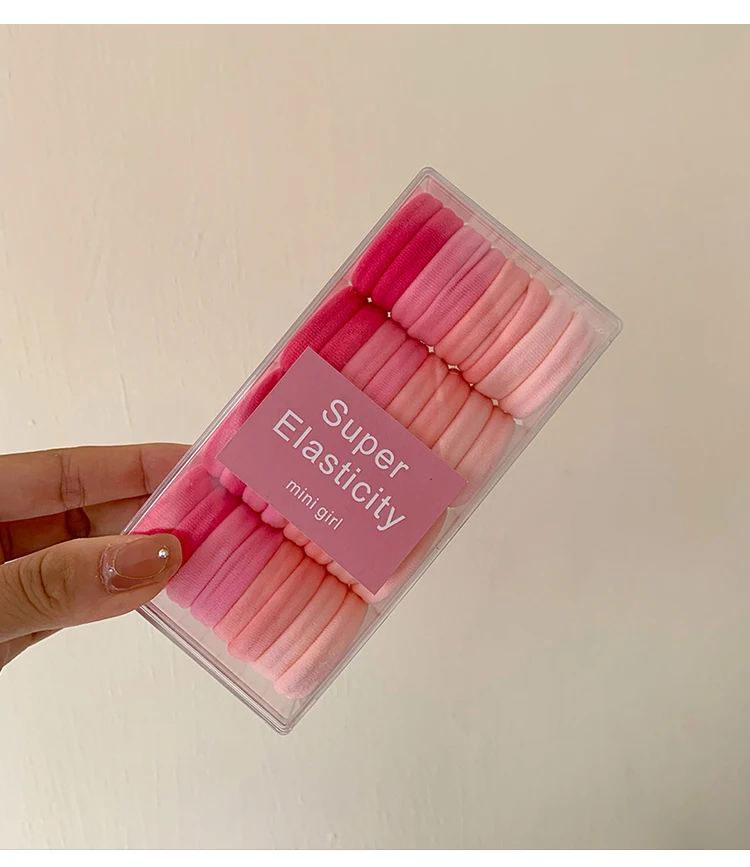 Super
Elasticity
mini girl